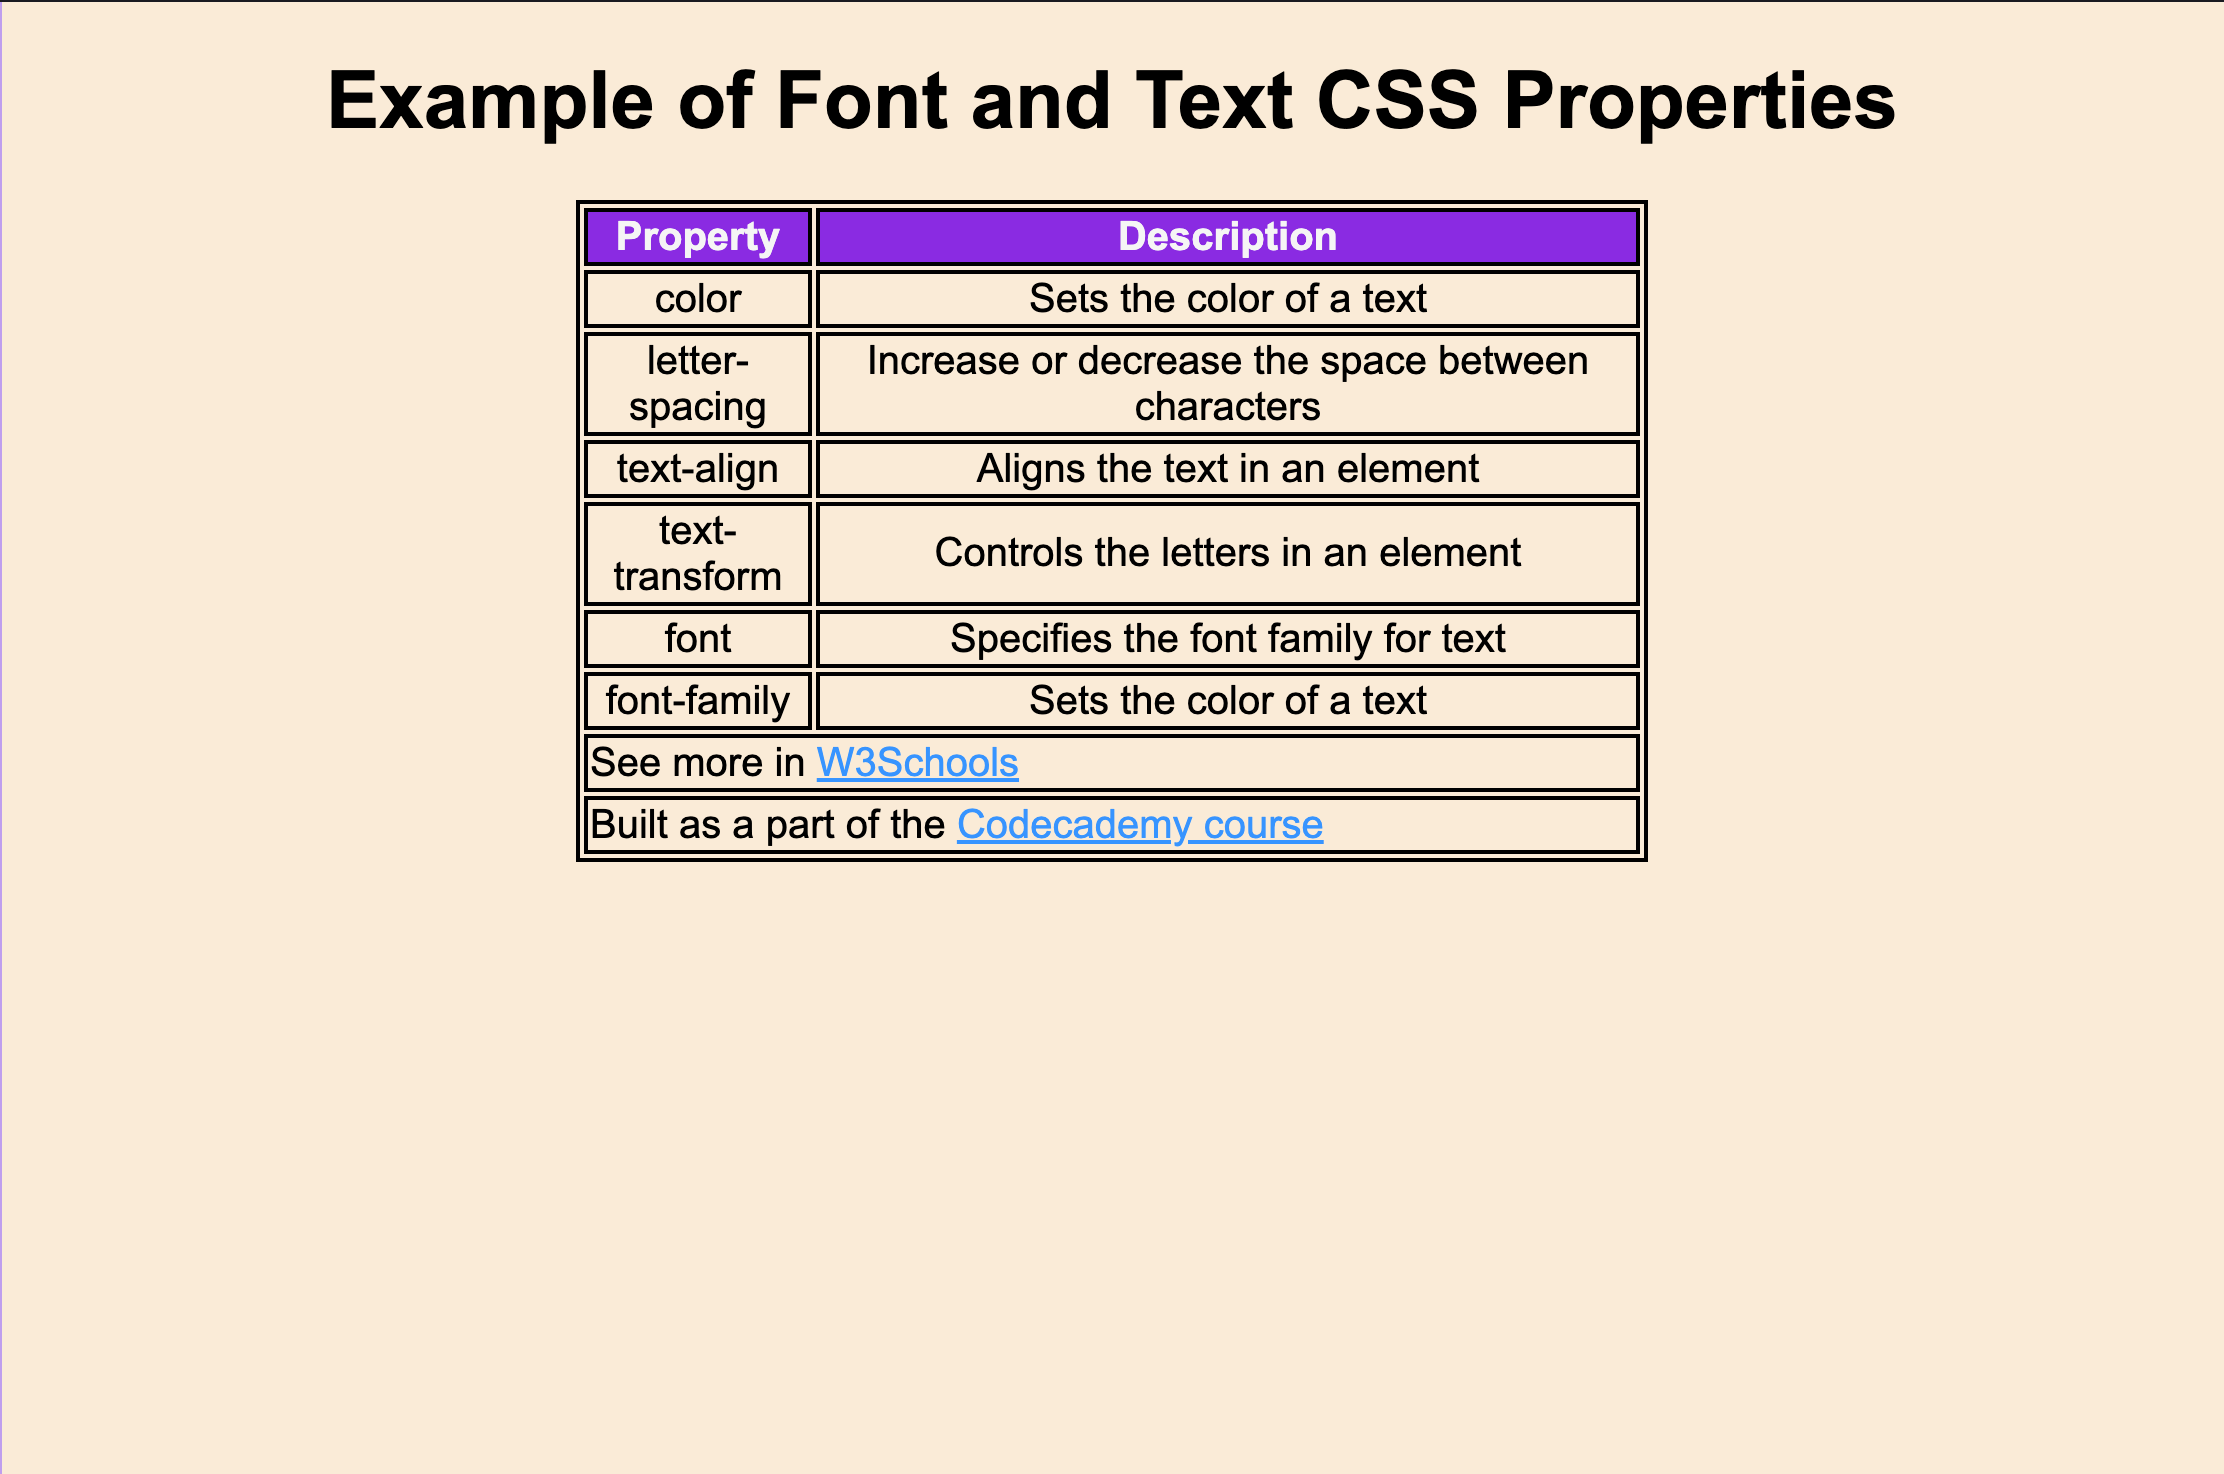 Example of Font and Text CSS Properties
Property Description
color Sets the color of a text
letter-
spacing
Increase or decrease the space between
characters
text-align Aligns the text in an element
text-
transform
Controls the letters in an element
font Specifies the font family for text
font-family Sets the color of a text
See more in W3Schools
Built as a part of the Codecademy course